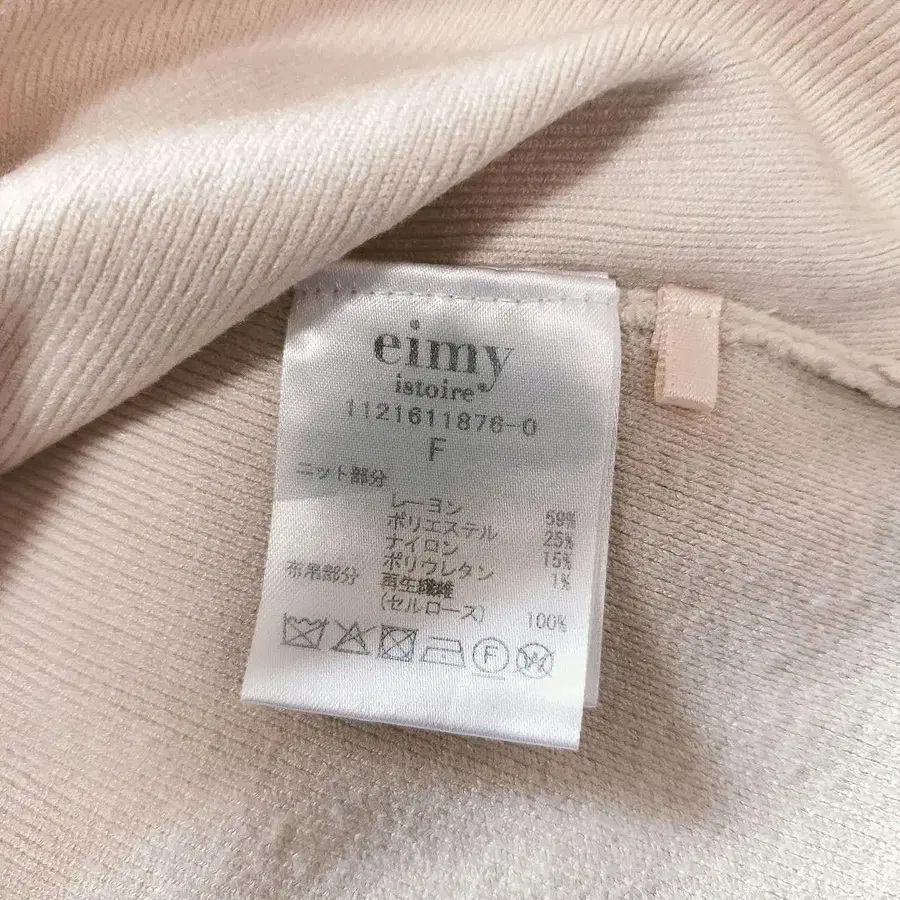 eimy
istoire*
1121611876-0
F
ニット部分
レーヨン 59%
ポリエステル 25%
ナイロン 15%
ポリウレタン 1%
布帛部分 再生繊維
(セルロース) 100%
F W